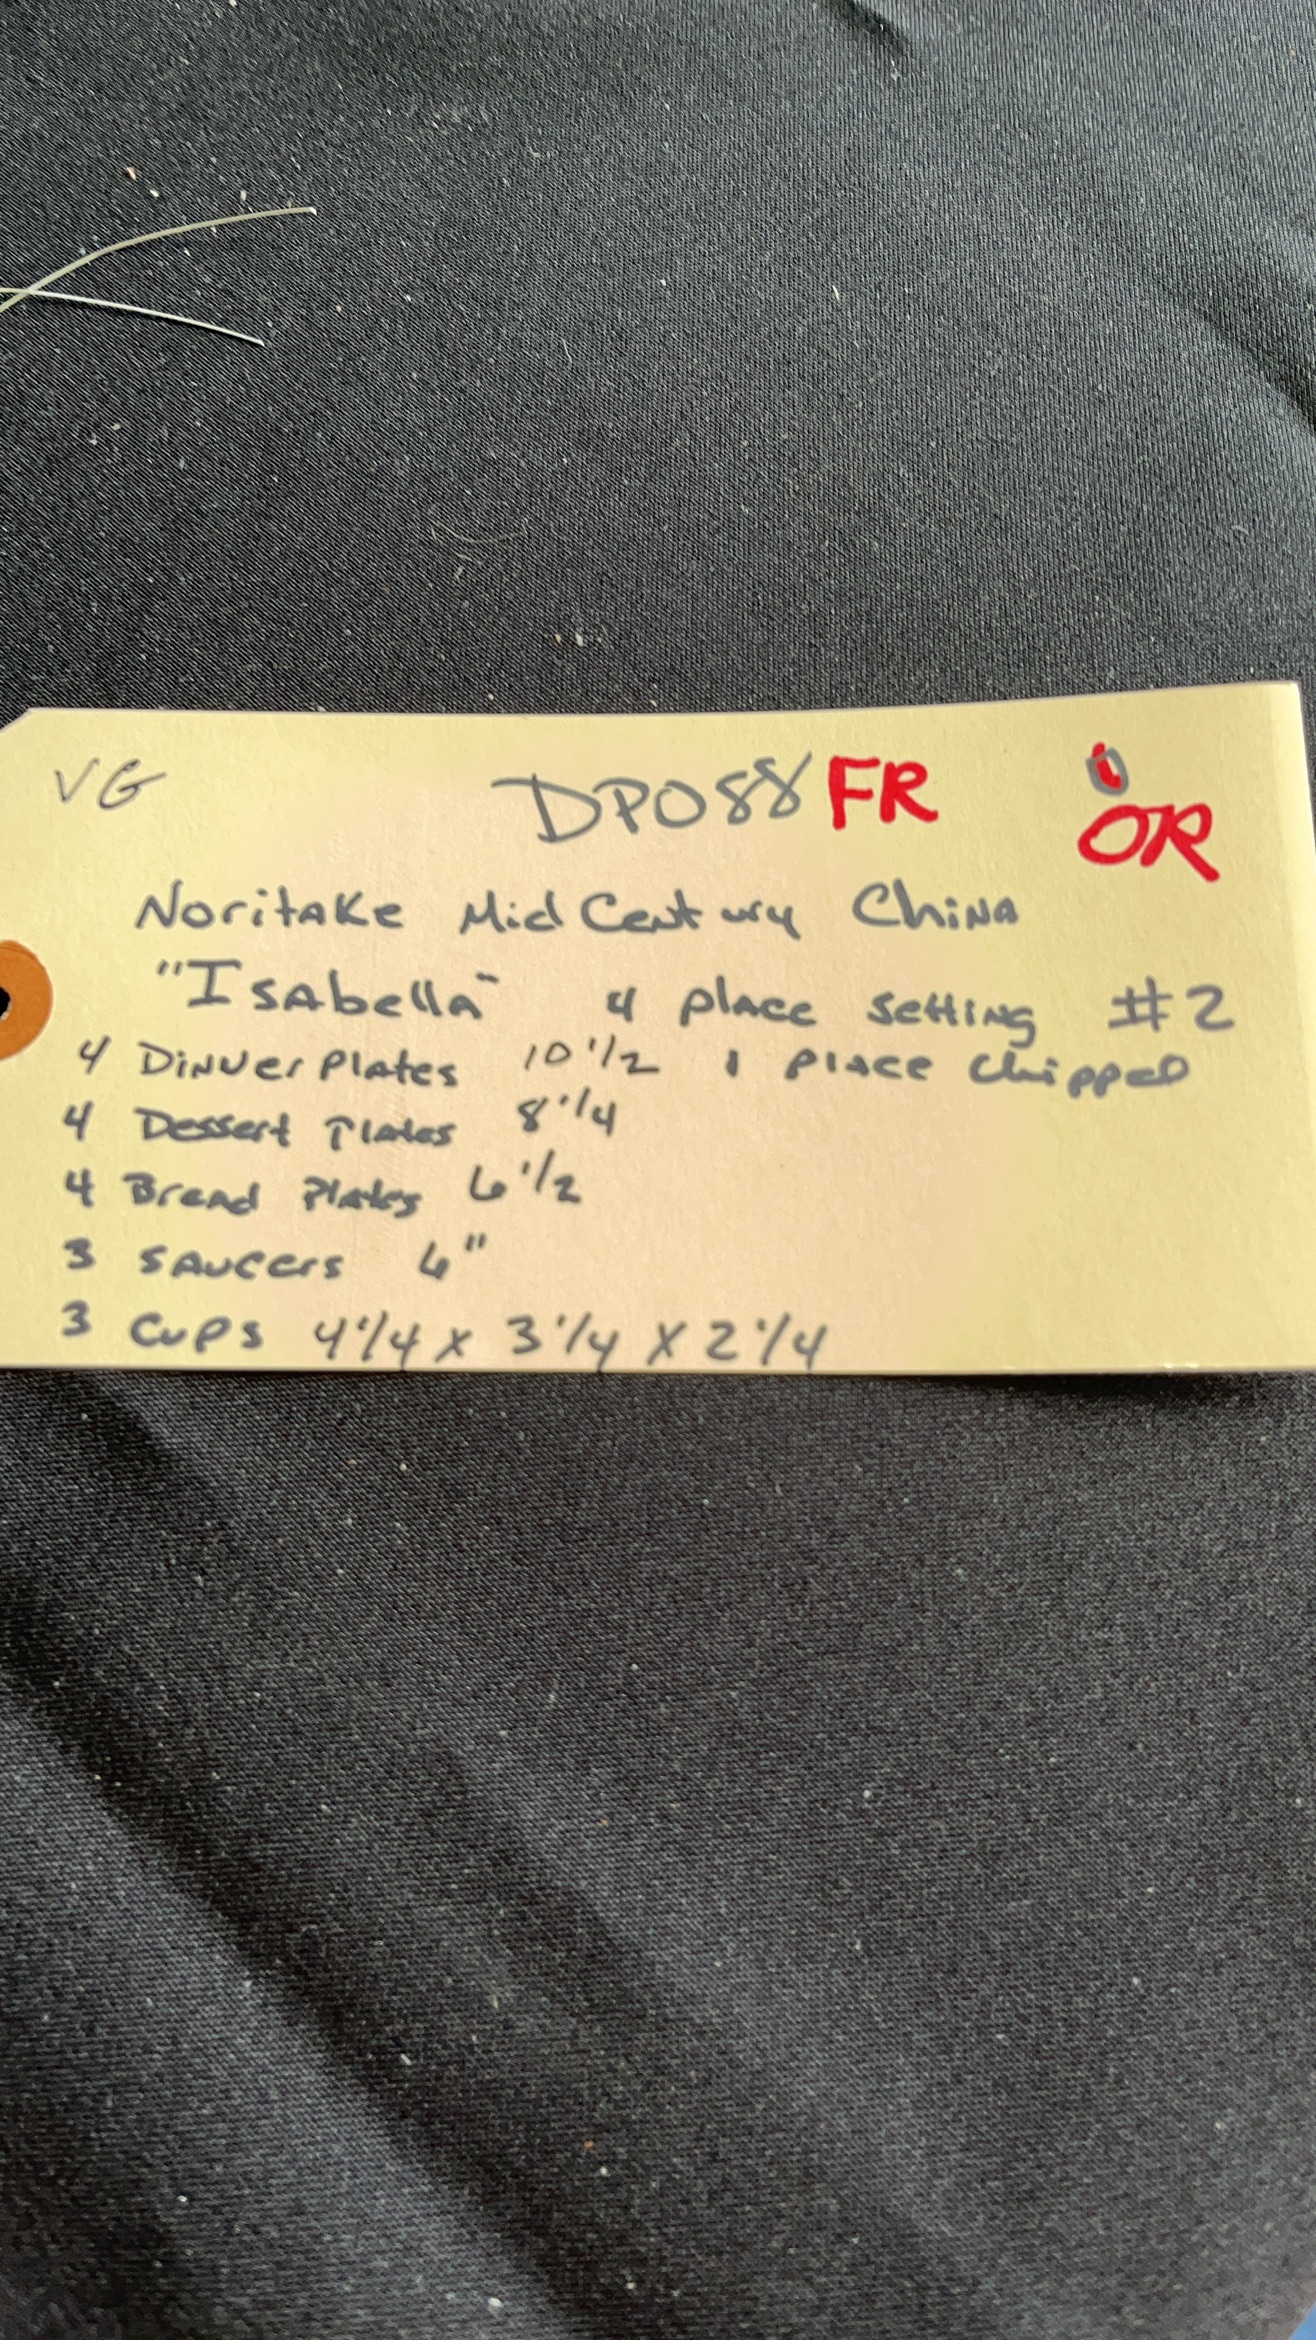 VG DP088 FR
OR
Noritake Mid Century China
"Isabella" 4 place setting #2
4 Dinner Plates 10 1/2 1 place chipped
4 Dessert Plates 8 1/4
4 Bread Plates 6 1/2
3 Saucers 6"
3 Cups 4 1/4 x 3 1/4 x 2 1/4